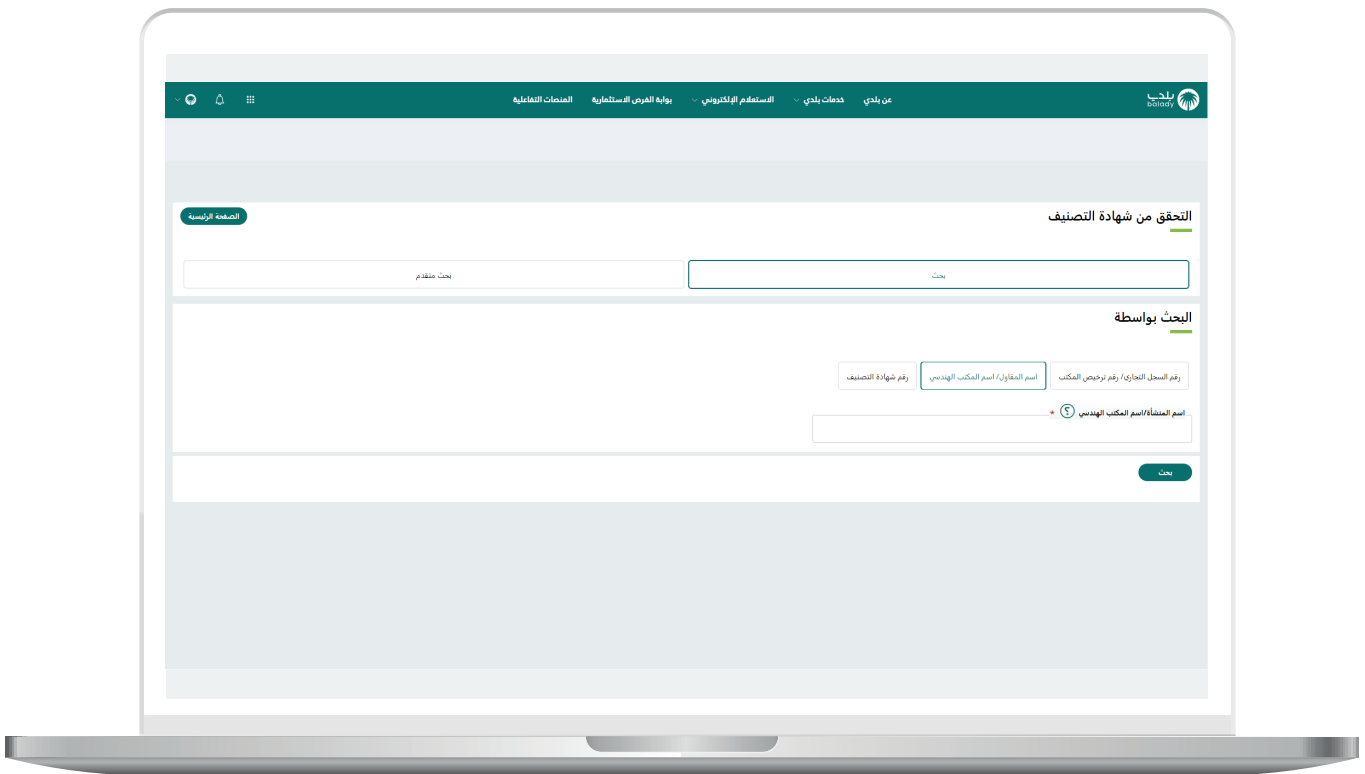 بلدي
balady
عن بلدي
خدمات بلدي
الاستعلام الإلكتروني
بوابة الفرص الاستثمارية
المنصات التفاعلية
التحقق من شهادة التصنيف
الصفحة الرئيسية
بحث
بحث متقدم
البحث بواسطة
رقم السجل التجاري/ رقم ترخيص المكتب
اسم المقاول/ اسم المكتب الهندسي
رقم شهادة التصنيف
اسم المنشأة/اسم المكتب الهندسي ؟ *
بحث